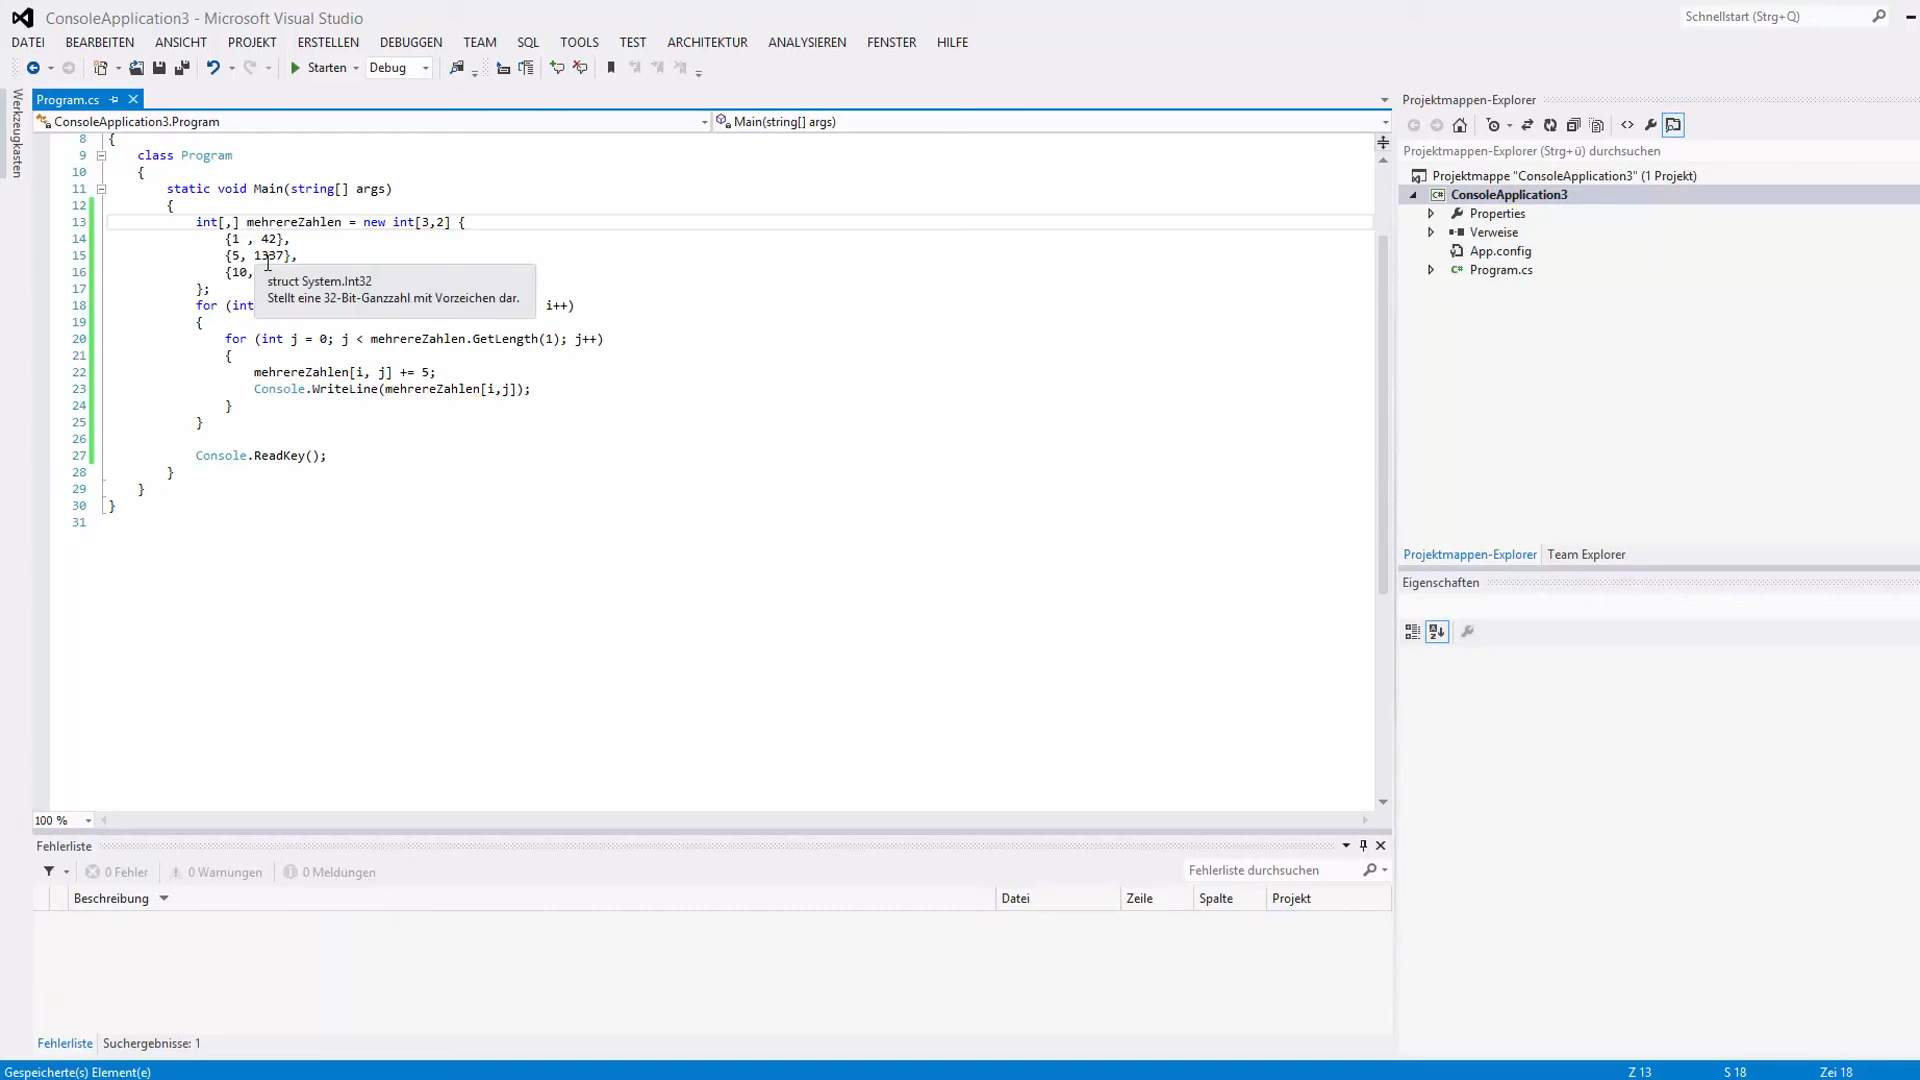 ConsoleApplication3 - Microsoft Visual Studio
Schnellstart (Strg+Q)
DATEI BEARBEITEN ANSICHT PROJEKT ERSTELLEN DEBUGGEN TEAM SQL TOOLS TEST ARCHITEKTUR ANALYSIEREN FENSTER HILFE
Starten Debug
Werkzeugkasten
Program.cs
ConsoleApplication3.Program
Main(string[] args)
8 {
9 class Program
10 {
11 static void Main(string[] args)
12 {
13 int[,] mehrereZahlen = new int[3,2] {
14 {1 , 42},
15 {5, 1337},
16 {10,
struct System.Int32
Stellt eine 32-Bit-Ganzzahl mit Vorzeichen dar.
17 };
18 for (int i++)
19 {
20 for (int j = 0; j < mehrereZahlen.GetLength(1); j++)
21 {
22 mehrereZahlen[i, j] += 5;
23 Console.WriteLine(mehrereZahlen[i,j]);
24 }
25 }
26
27 Console.ReadKey();
28 }
29 }
30 }
31
100 %
Projektmappen-Explorer
Projektmappen-Explorer (Strg+ü) durchsuchen
Projektmappe "ConsoleApplication3" (1 Projekt)
C# ConsoleApplication3
Properties
Verweise
App.config
C# Program.cs
Projektmappen-Explorer Team Explorer
Eigenschaften
Fehlerliste
0 Fehler 0 Warnungen 0 Meldungen
Fehlerliste durchsuchen
Beschreibung Datei Zeile Spalte Projekt
Fehlerliste Suchergebnisse: 1
Gespeicherte(s) Element(e) Z 13 S 18 Zei 18